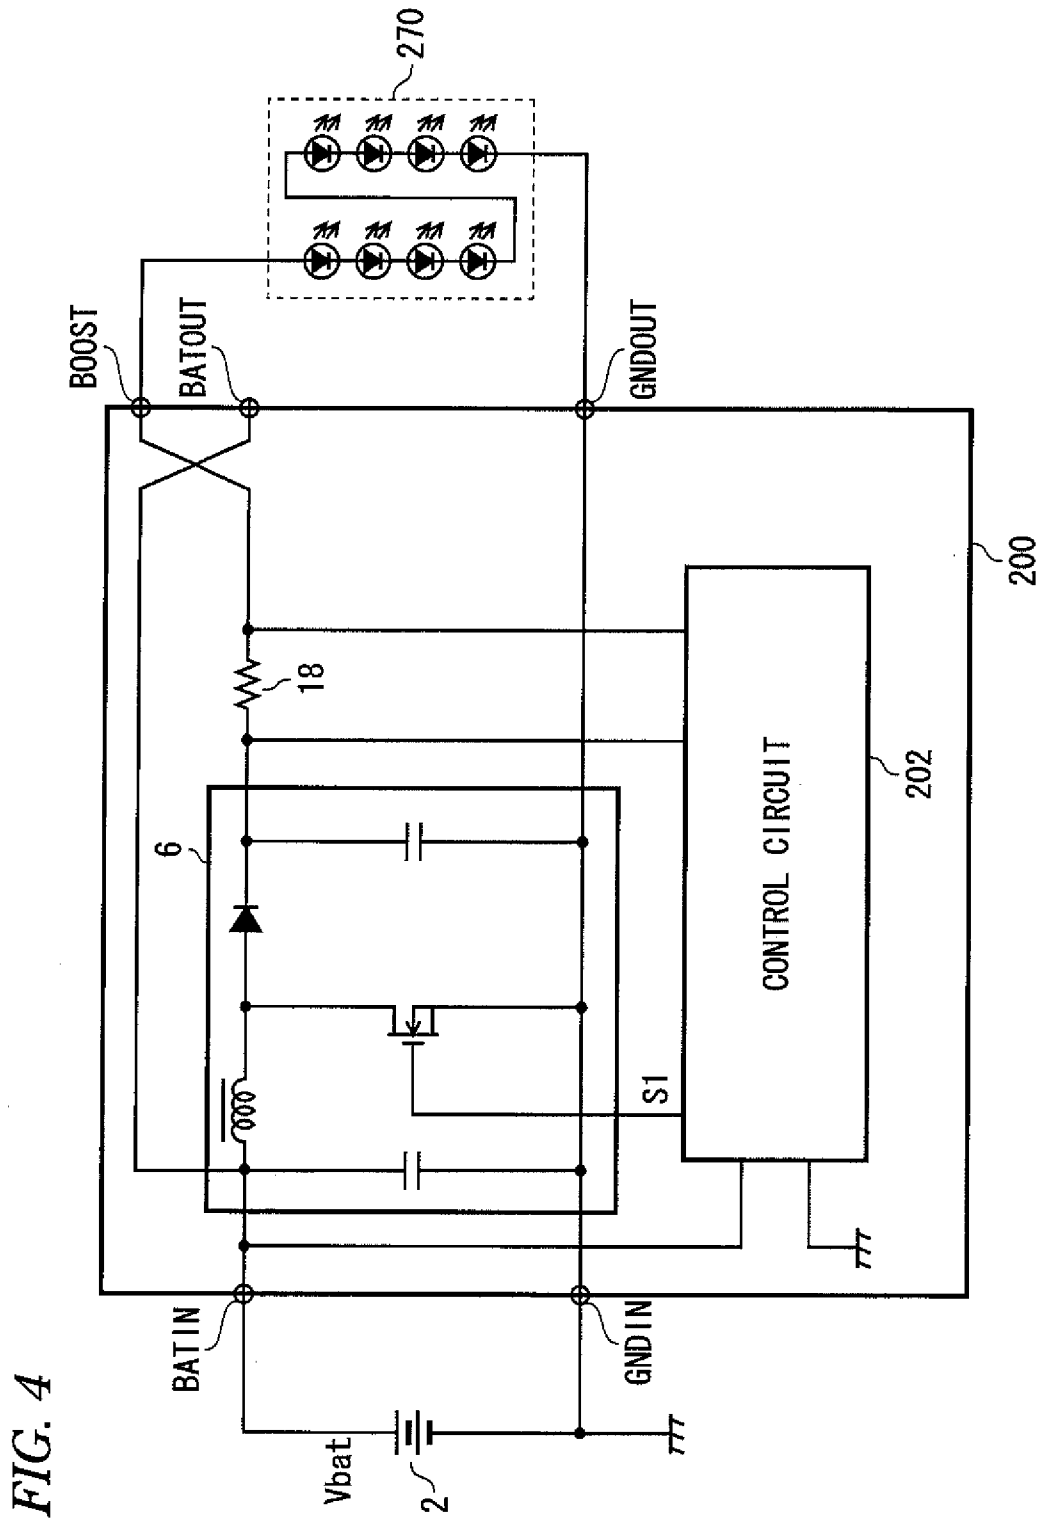 FIG. 4
BOOST
BATOUT
270
18
6
GNDOUT
BATIN
Vbat
2
GNDIN
S1
CONTROL CIRCUIT
202
200